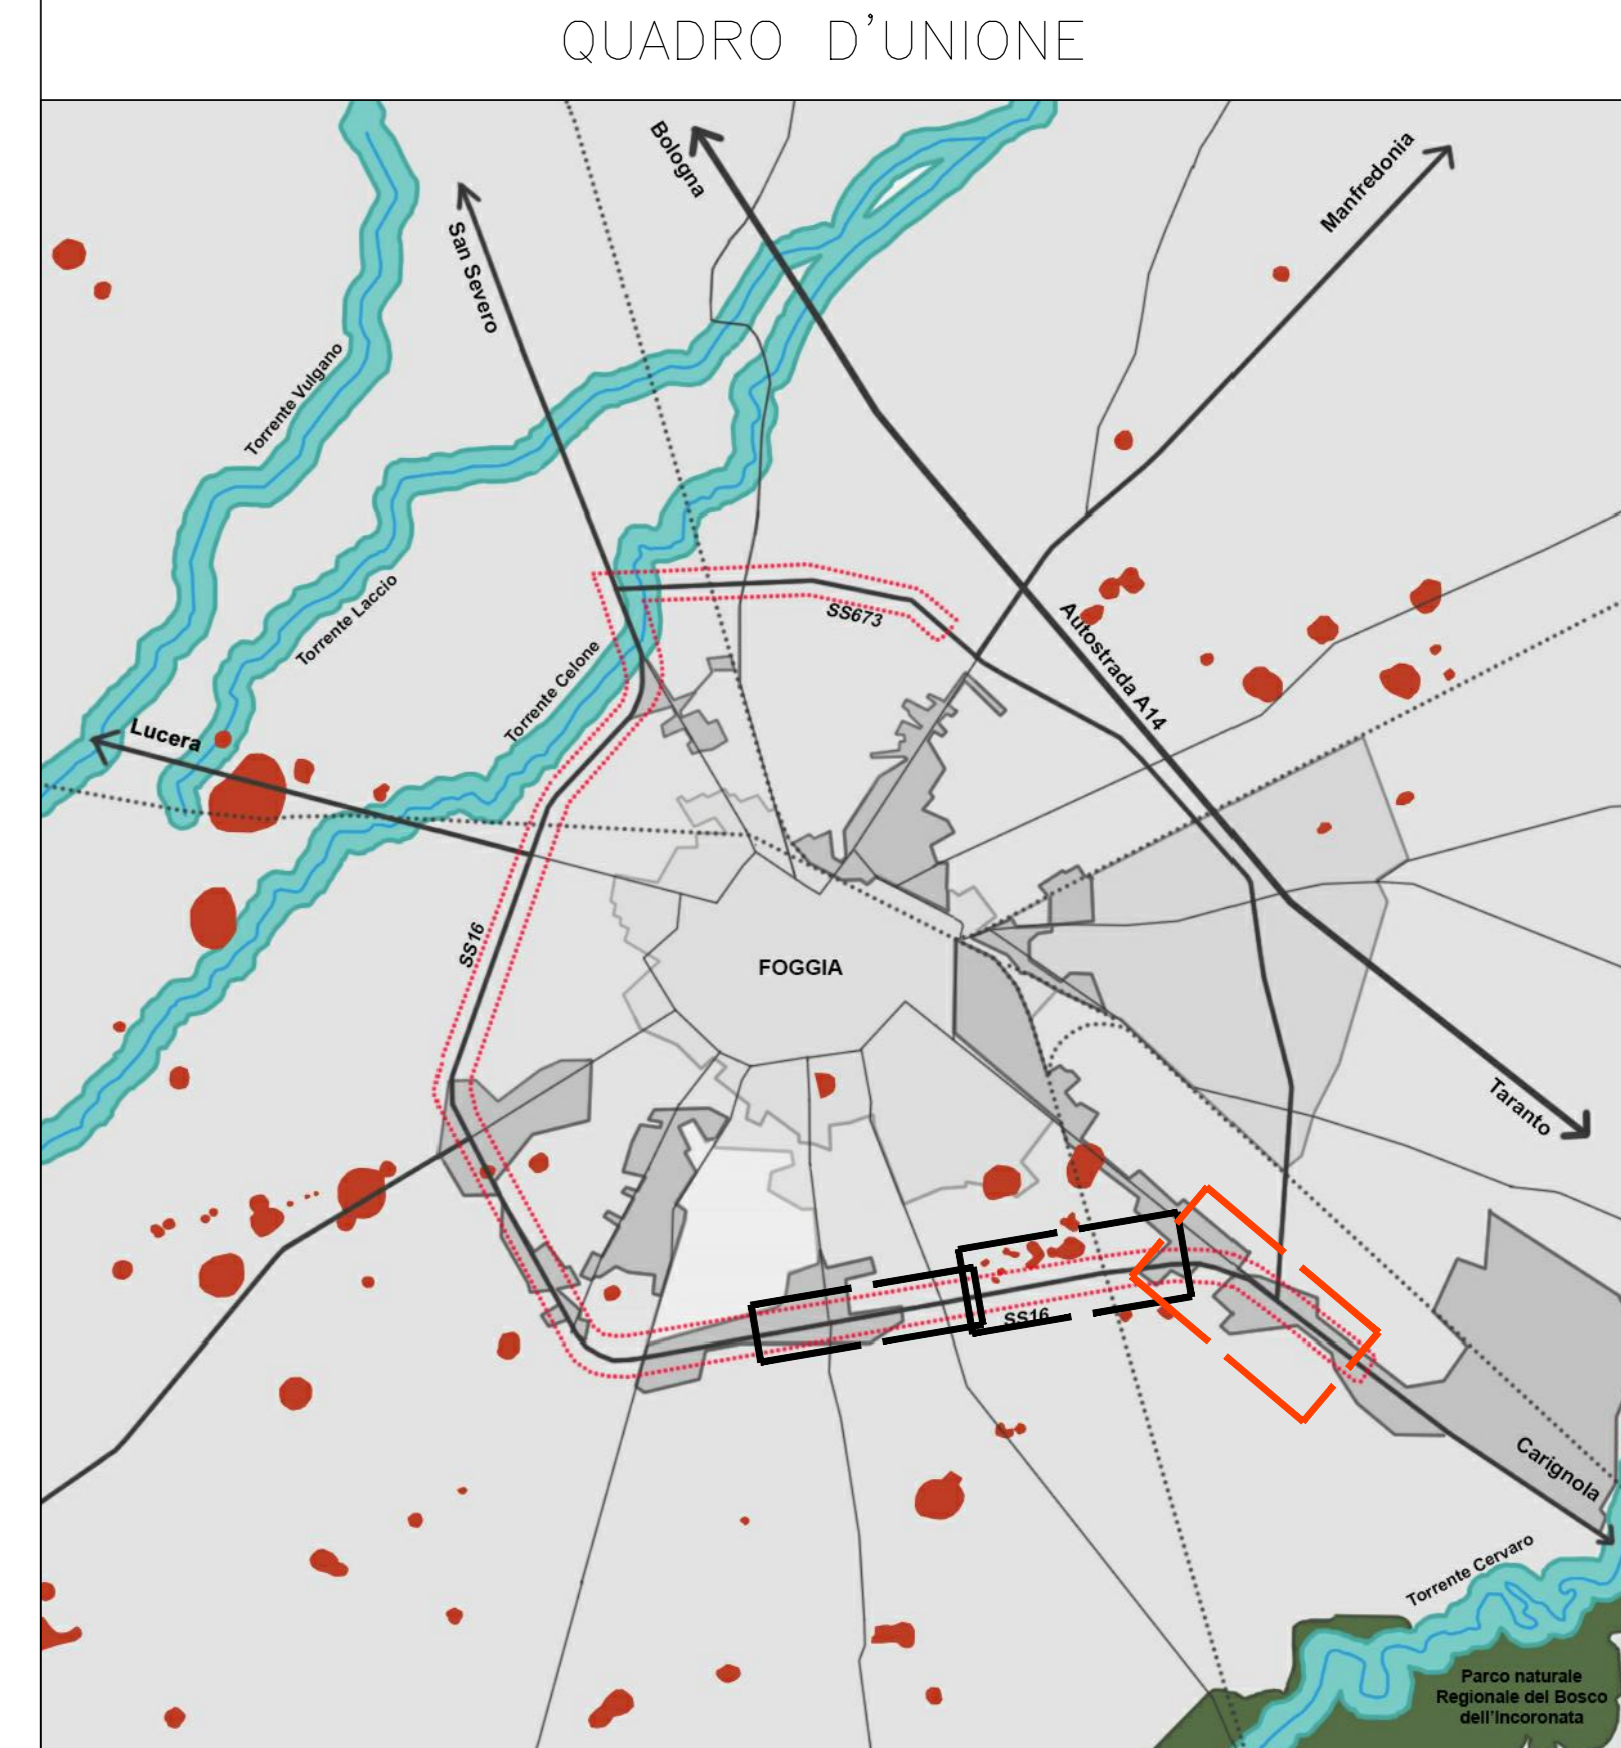 QUADRO D'UNIONE
Bologna
Manfredonia
San Severo
Torrente Vulgano
Torrente Laccio
SS673
Autostrada A14
Torrente Celone
Lucera
SS16
FOGGIA
Taranto
SS16
Carignola
Torrente Cervaro
Parco naturale
Regionale del Bosco
dell'Incoronata